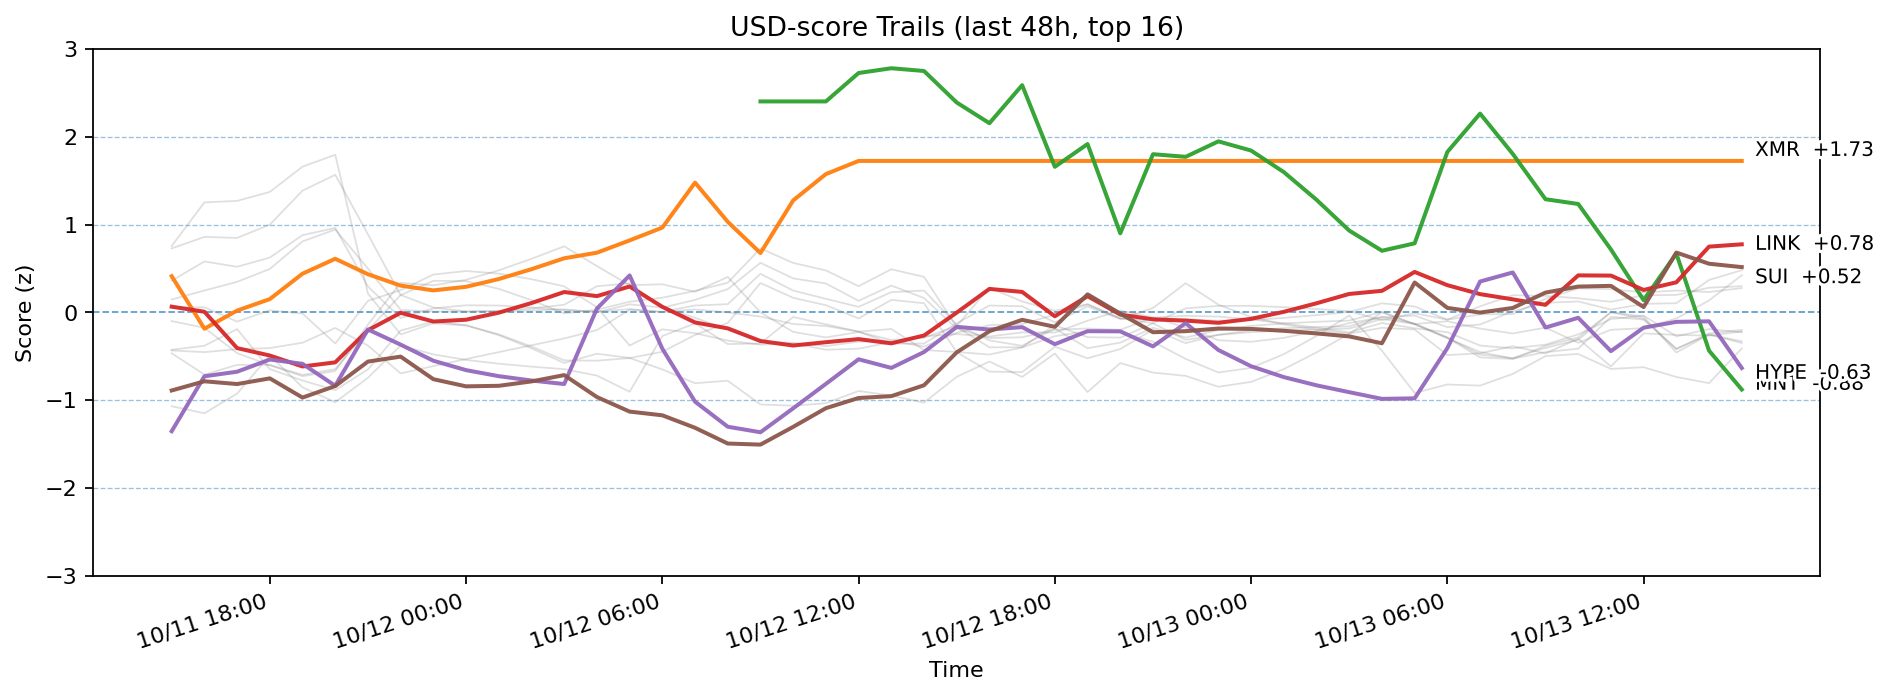 USD-score Trails (last 48h, top 16)
3
2
1
0
−1
−2
−3
Score (z)
XMR +1.73
LINK +0.78
SUI +0.52
HYPE -0.63
MNT -0.88
10/11 18:00
10/12 00:00
10/12 06:00
10/12 12:00
10/12 18:00
10/13 00:00
10/13 06:00
10/13 12:00
Time